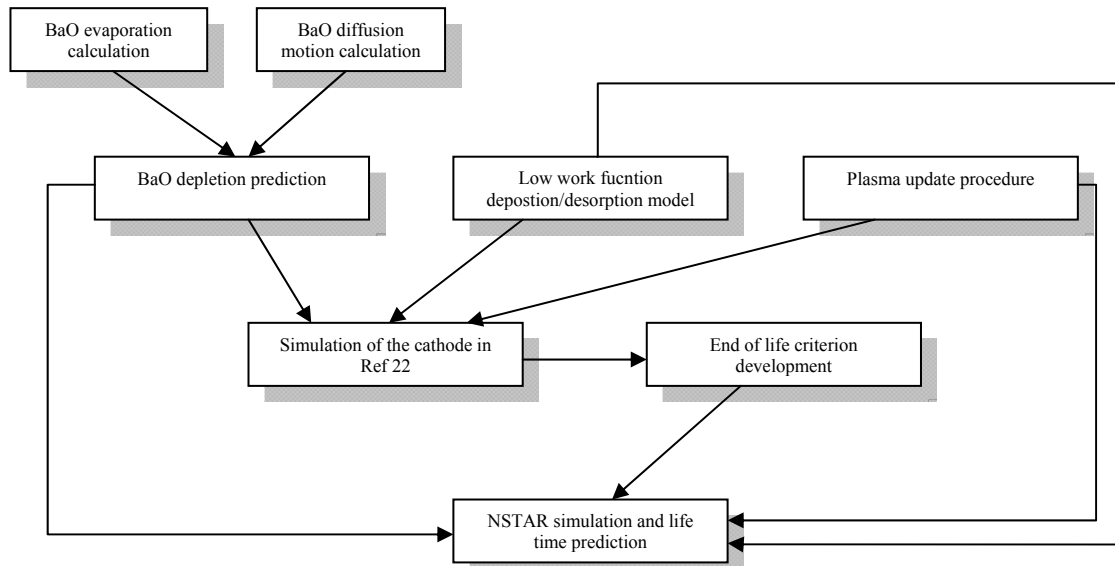 BaO evaporation
calculation
BaO diffusion
motion calculation
BaO depletion prediction
Low work fucntion
depostion/desorption model
Plasma update procedure
Simulation of the cathode in
Ref 22
End of life criterion
development
NSTAR simulation and life
time prediction